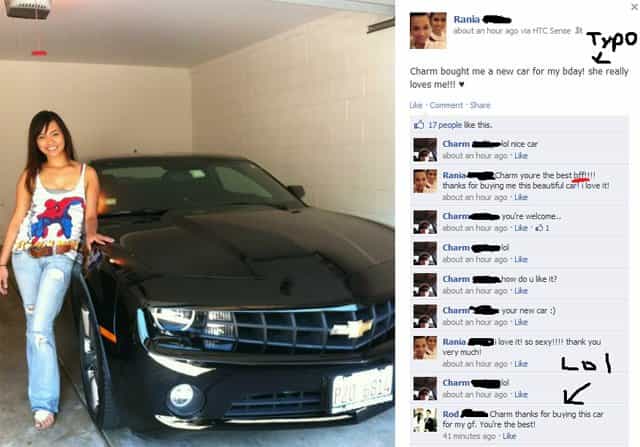 Rania
about an hour ago via HTC Sense
Typo
Charm bought me a new car for my bday! she really
loves me!!! ♥
Like · Comment · Share
17 people like this.
Charm lol nice car
about an hour ago · Like
Rania Charm youre the best bff!!!!
thanks for buying me this beautiful car! i love it!
about an hour ago · Like
Charm you're welcome..
about an hour ago · Like · 1
Charm lol
about an hour ago · Like
Charm how do u like it?
about an hour ago · Like
Charm your new car :)
about an hour ago · Like
Rania i love it! so sexy!!!! thank you
very much!
about an hour ago · Like
Lol
Charm lol
about an hour ago · Like
Rod Charm thanks for buying this car
for my gf. You're the best!
41 minutes ago · Like